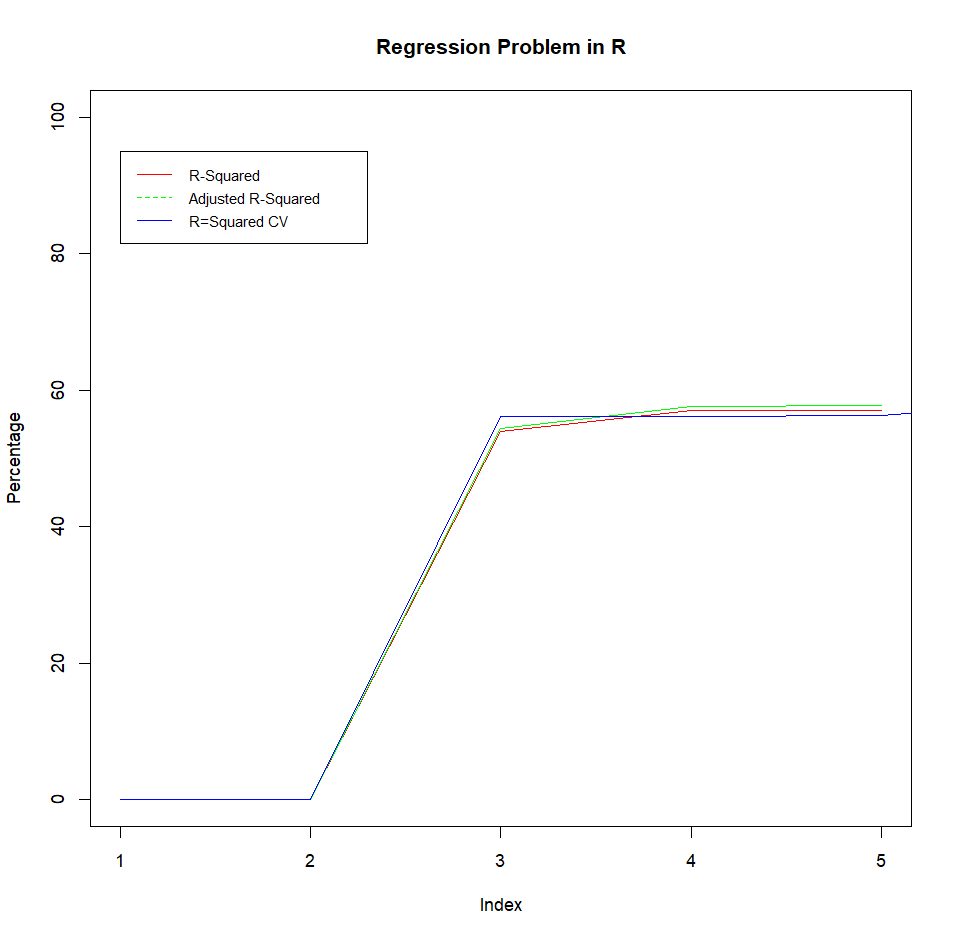 Regression Problem in R
R-Squared
Adjusted R-Squared
R=Squared CV
Percentage
100
80
60
40
20
0
1 2 3 4 5
Index